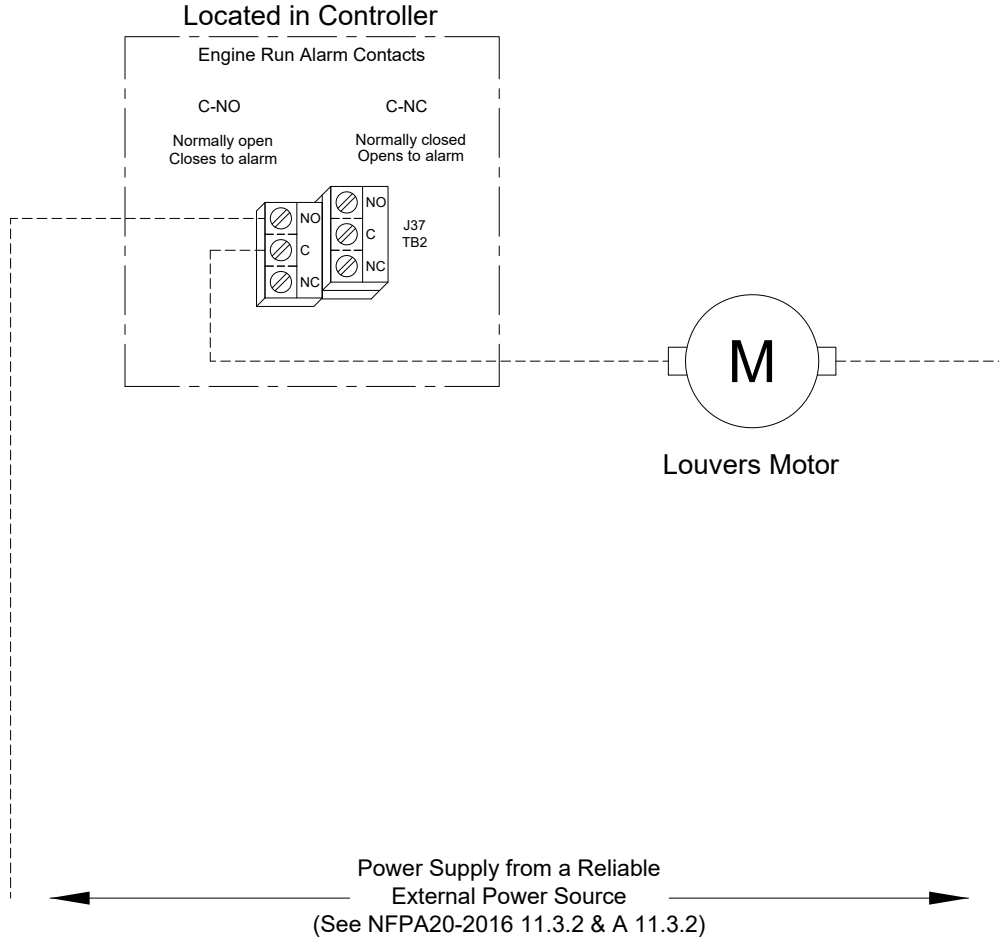 Located in Controller
Engine Run Alarm Contacts
C-NO
C-NC
Normally open
Closes to alarm
Normally closed
Opens to alarm
NO
C
NC
NO
C
NC
J37
TB2
M
Louvers Motor
Power Supply from a Reliable
External Power Source
(See NFPA20-2016 11.3.2 & A 11.3.2)